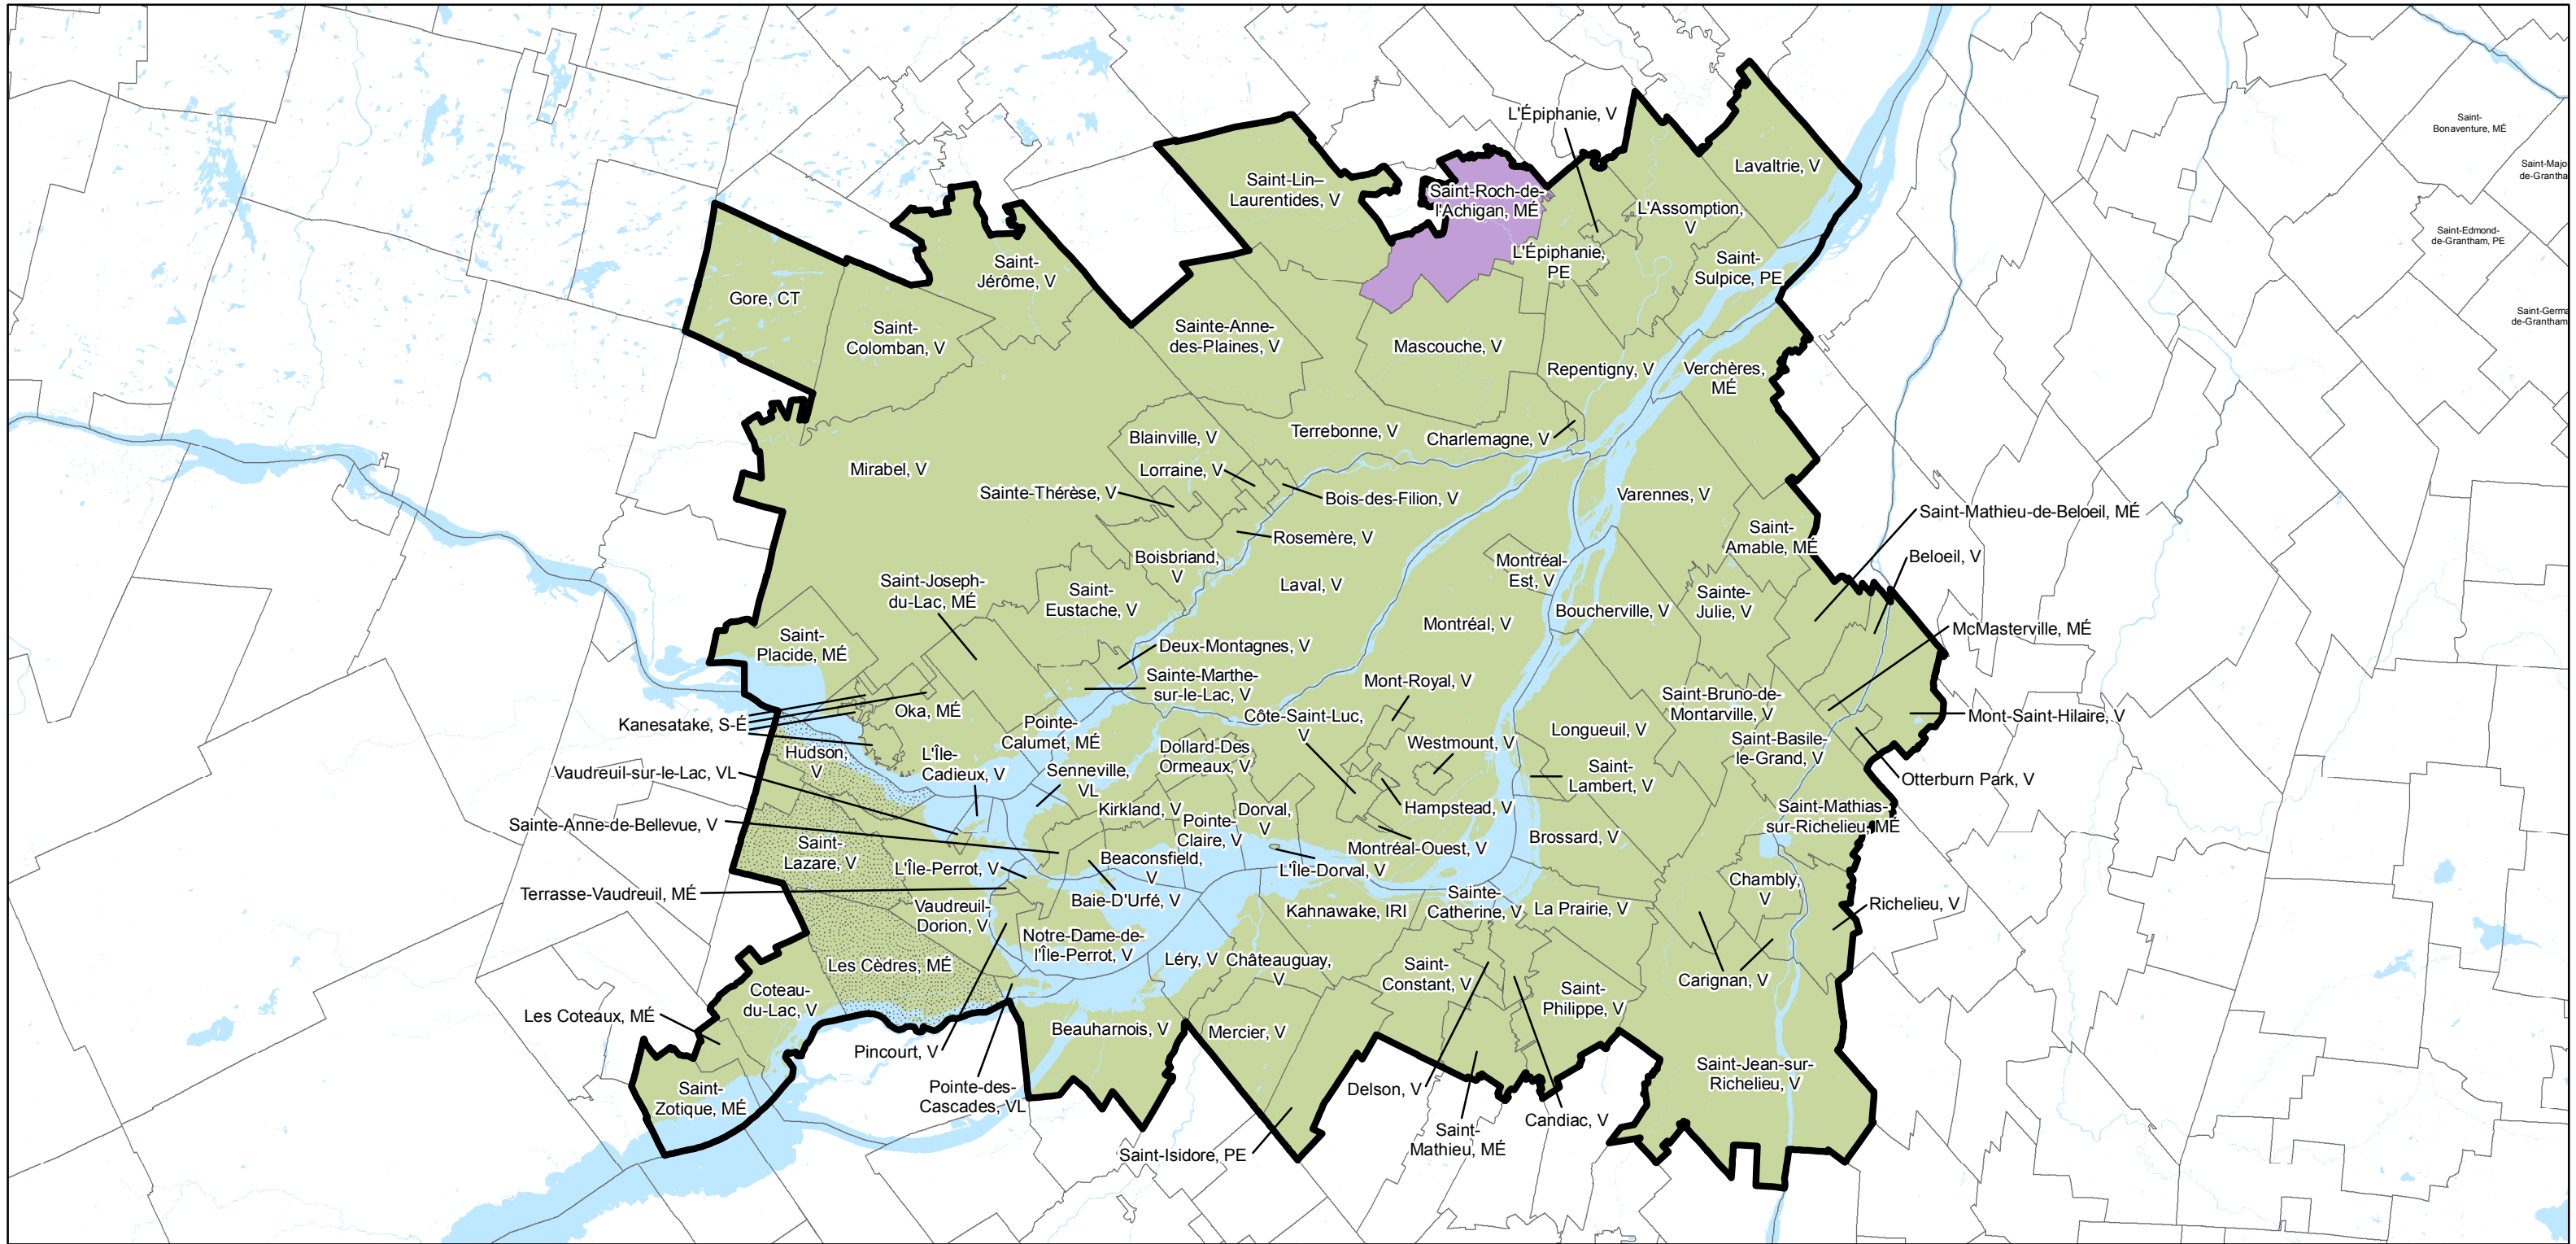 Saint-
Bonaventure, MÉ
Saint-Majo
de-Grantha
Saint-Edmond-
de-Grantham, PE
Saint-Germa
de-Grantham
L'Épiphanie, V
Lavaltrie, V
Saint-Lin–
Laurentides, V
Saint-Roch-de-
l'Achigan, MÉ
L'Assomption,
V
L'Épiphanie,
PE
Saint-
Sulpice, PE
Saint-
Jérôme, V
Gore, CT
Saint-
Colomban, V
Sainte-Anne-
des-Plaines, V
Mascouche, V
Repentigny, V
Verchères,
MÉ
Blainville, V
Terrebonne, V
Charlemagne, V
Mirabel, V
Lorraine, V
Sainte-Thérèse, V
Bois-des-Filion, V
Varennes, V
Rosemère, V
Saint-
Amable, MÉ
Saint-Mathieu-de-Beloeil, MÉ
Beloeil, V
Boisbriand,
V
Montréal-
Est, V
Saint-Joseph-
du-Lac, MÉ
Saint-
Eustache, V
Laval, V
Boucherville, V
Sainte-
Julie, V
Montréal, V
McMasterville, MÉ
Saint-
Placide, MÉ
Deux-Montagnes, V
Sainte-Marthe-
sur-le-Lac, V
Mont-Royal, V
Saint-Bruno-de-
Montarville, V
Oka, MÉ
Kanesatake, S-É
Pointe-
Calumet, MÉ
Côte-Saint-Luc,
V
Longueuil, V
Mont-Saint-Hilaire, V
Hudson,
V
L'Île-
Cadieux, V
Dollard-Des
Ormeaux, V
Westmount, V
Saint-Basile-
le-Grand, V
Vaudreuil-sur-le-Lac, VL
Senneville,
VL
Saint-
Lambert, V
Otterburn Park, V
Kirkland, V
Dorval,
V
Hampstead, V
Saint-Mathias-
sur-Richelieu, MÉ
Sainte-Anne-de-Bellevue, V
Pointe-
Claire, V
Brossard, V
Saint-
Lazare, V
Montréal-Ouest, V
L'Île-Perrot, V
Beaconsfield,
V
L'Île-Dorval, V
Terrasse-Vaudreuil, MÉ
Baie-D'Urfé, V
Chambly,
V
Vaudreuil-
Dorion, V
Kahnawake, IRI
Sainte-
Catherine, V
La Prairie, V
Richelieu, V
Notre-Dame-de-
l'Île-Perrot, V
Les Cèdres, MÉ
Léry, V
Châteauguay,
V
Saint-
Constant, V
Carignan, V
Coteau-
du-Lac, V
Saint-
Philippe, V
Les Coteaux, MÉ
Beauharnois, V
Mercier, V
Pincourt, V
Saint-Jean-sur-
Richelieu, V
Saint-
Zotique, MÉ
Pointe-des-
Cascades, VL
Delson, V
Candiac, V
Saint-
Mathieu, MÉ
Saint-Isidore, PE